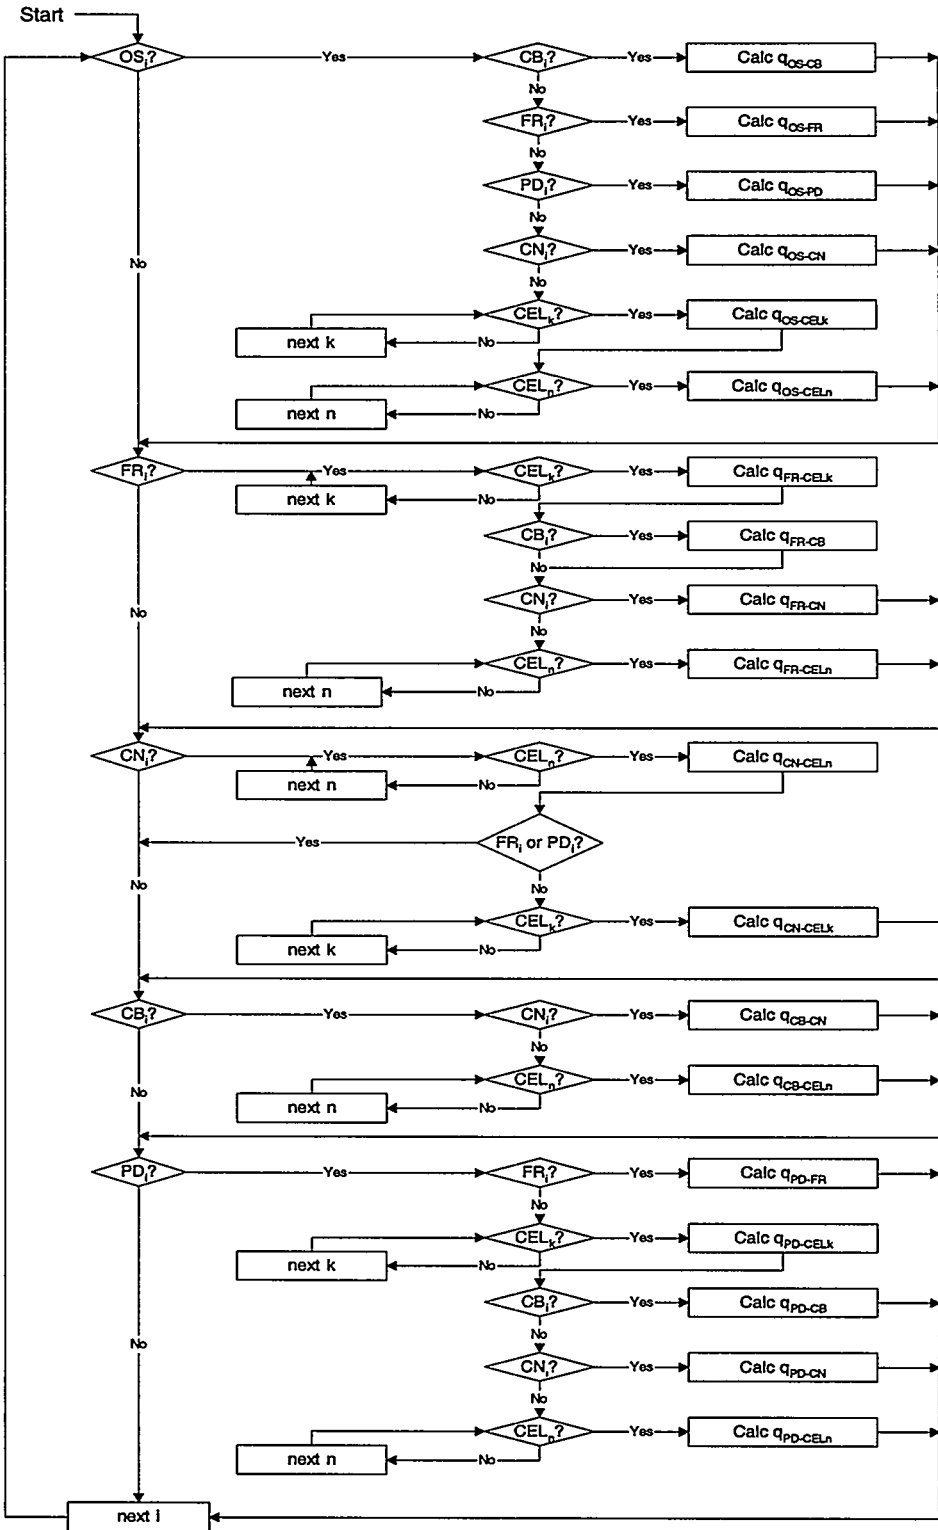 Start
OS_i? Yes CB_i? Yes Calc q_OS-CB
No
FR_i? Yes Calc q_OS-FR
No
PD_i? Yes Calc q_OS-PD
No
CN_i? Yes Calc q_OS-CN
No
No
CEL_k? Yes Calc q_OS-CELk
next k No
CEL_n? Yes Calc q_OS-CELn
next n No
FR_i? Yes CEL_k? Yes Calc q_FR-CELk
next k No
CB_i? Yes Calc q_FR-CB
No
CN_i? Yes Calc q_FR-CN
No
No
CEL_n? Yes Calc q_FR-CELn
next n No
CN_i? Yes CEL_n? Yes Calc q_CN-CELn
next n No
Yes FR_i or PD_i?
No
No
CEL_k? Yes Calc q_CN-CELk
next k No
CB_i? Yes CN_i? Yes Calc q_CB-CN
No
CEL_n? Yes Calc q_CB-CELn
No
next n No
PD_i? Yes FR_i? Yes Calc q_PD-FR
No
CEL_k? Yes Calc q_PD-CELk
next k No
CB_i? Yes Calc q_PD-CB
No
No
CN_i? Yes Calc q_PD-CN
No
CEL_n? Yes Calc q_PD-CELn
next n No
next i